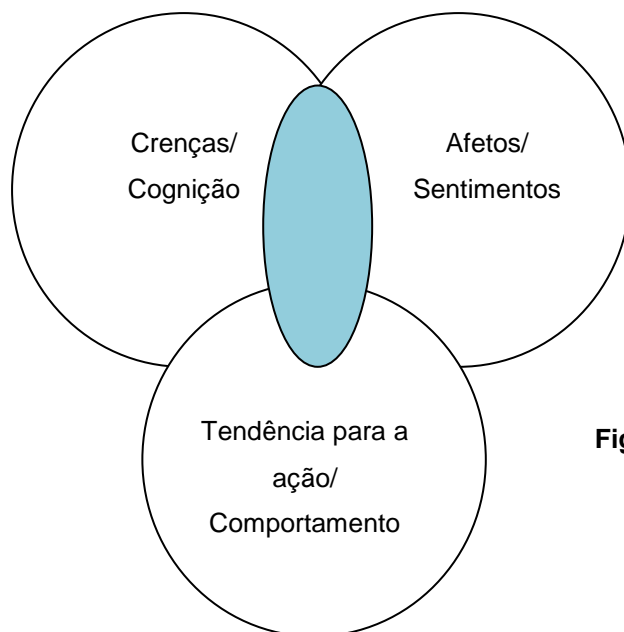 Crenças/
Cognição
Afetos/
Sentimentos
Tendência para a
ação/
Comportamento
Fig